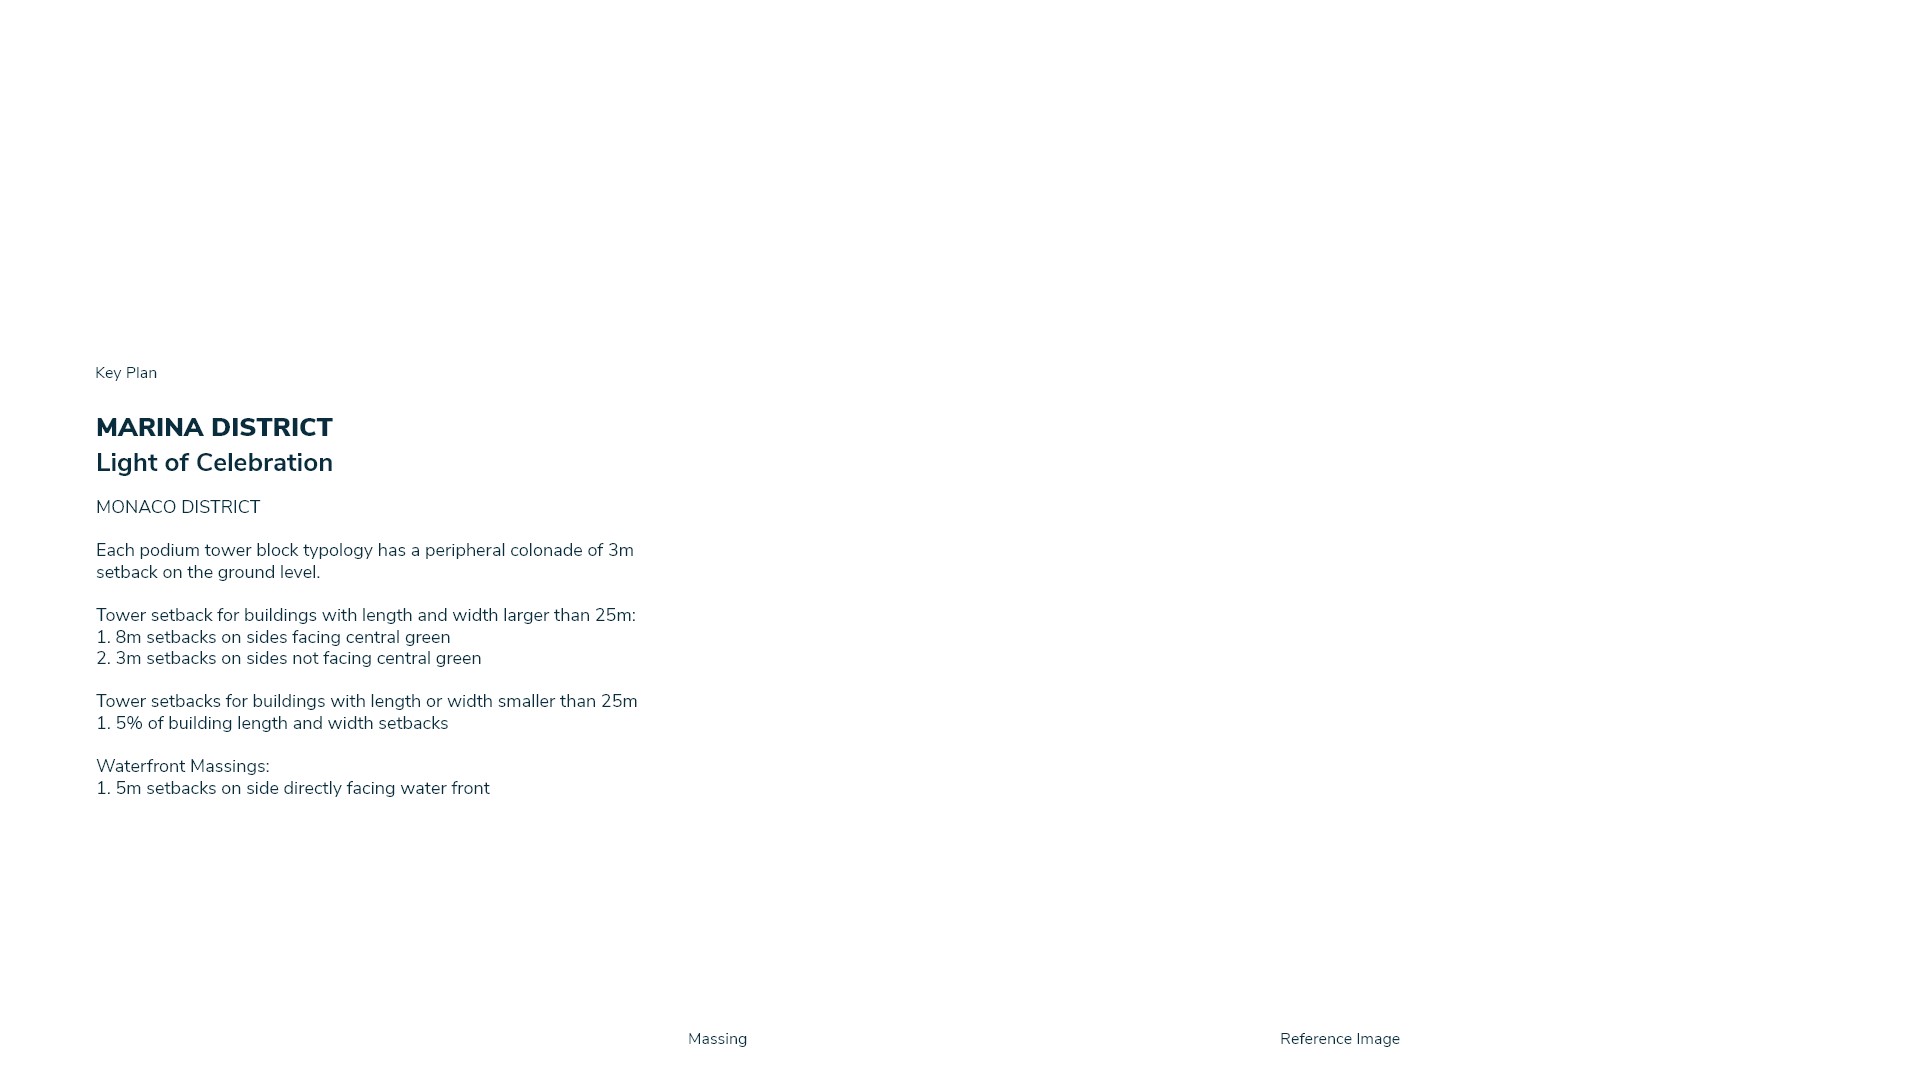 Key Plan
MARINA DISTRICT
Light of Celebration
MONACO DISTRICT
Each podium tower block typology has a peripheral colonade of 3m
setback on the ground level.
Tower setback for buildings with length and width larger than 25m:
1. 8m setbacks on sides facing central green
2. 3m setbacks on sides not facing central green
Tower setbacks for buildings with length or width smaller than 25m
1. 5% of building length and width setbacks
Waterfront Massings:
1. 5m setbacks on side directly facing water front
Massing
Reference Image